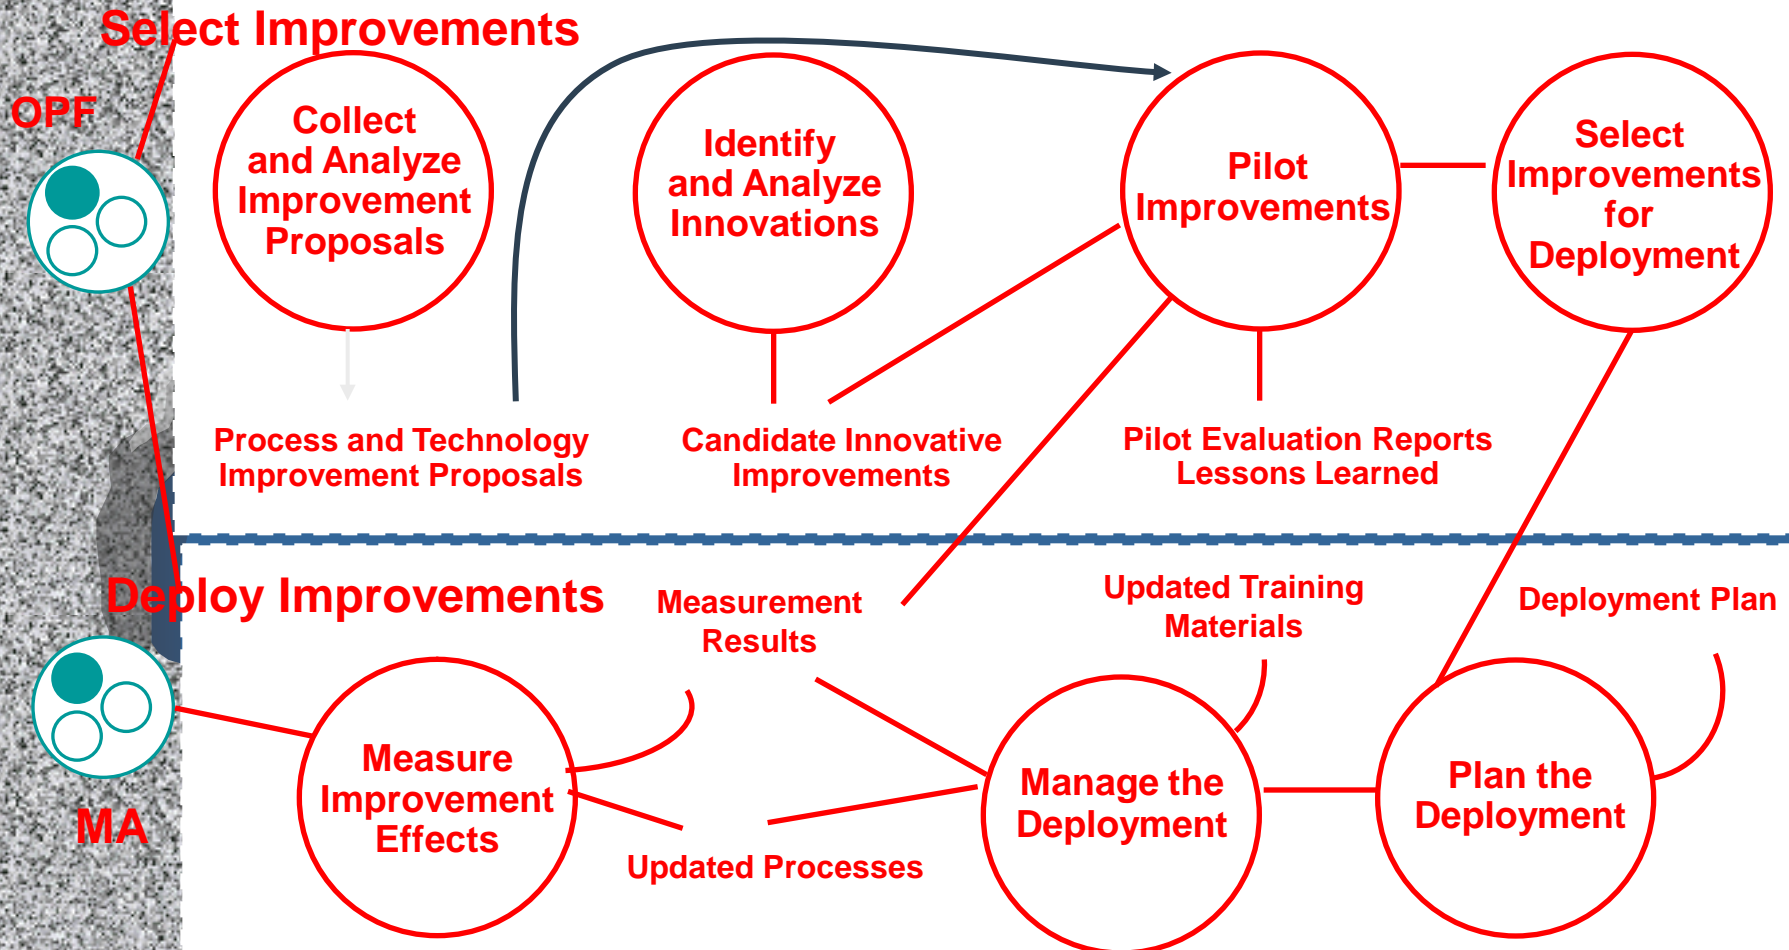 Select Improvements
OPF
Collect
and Analyze
Improvement
Proposals
Identify
and Analyze
Innovations
Pilot
Improvements
Select
Improvements
for
Deployment
Process and Technology
Improvement Proposals
Candidate Innovative
Improvements
Pilot Evaluation Reports
Lessons Learned
Deploy Improvements
Measurement
Results
Updated Training
Materials
Deployment Plan
MA
Measure
Improvement
Effects
Updated Processes
Manage the
Deployment
Plan the
Deployment